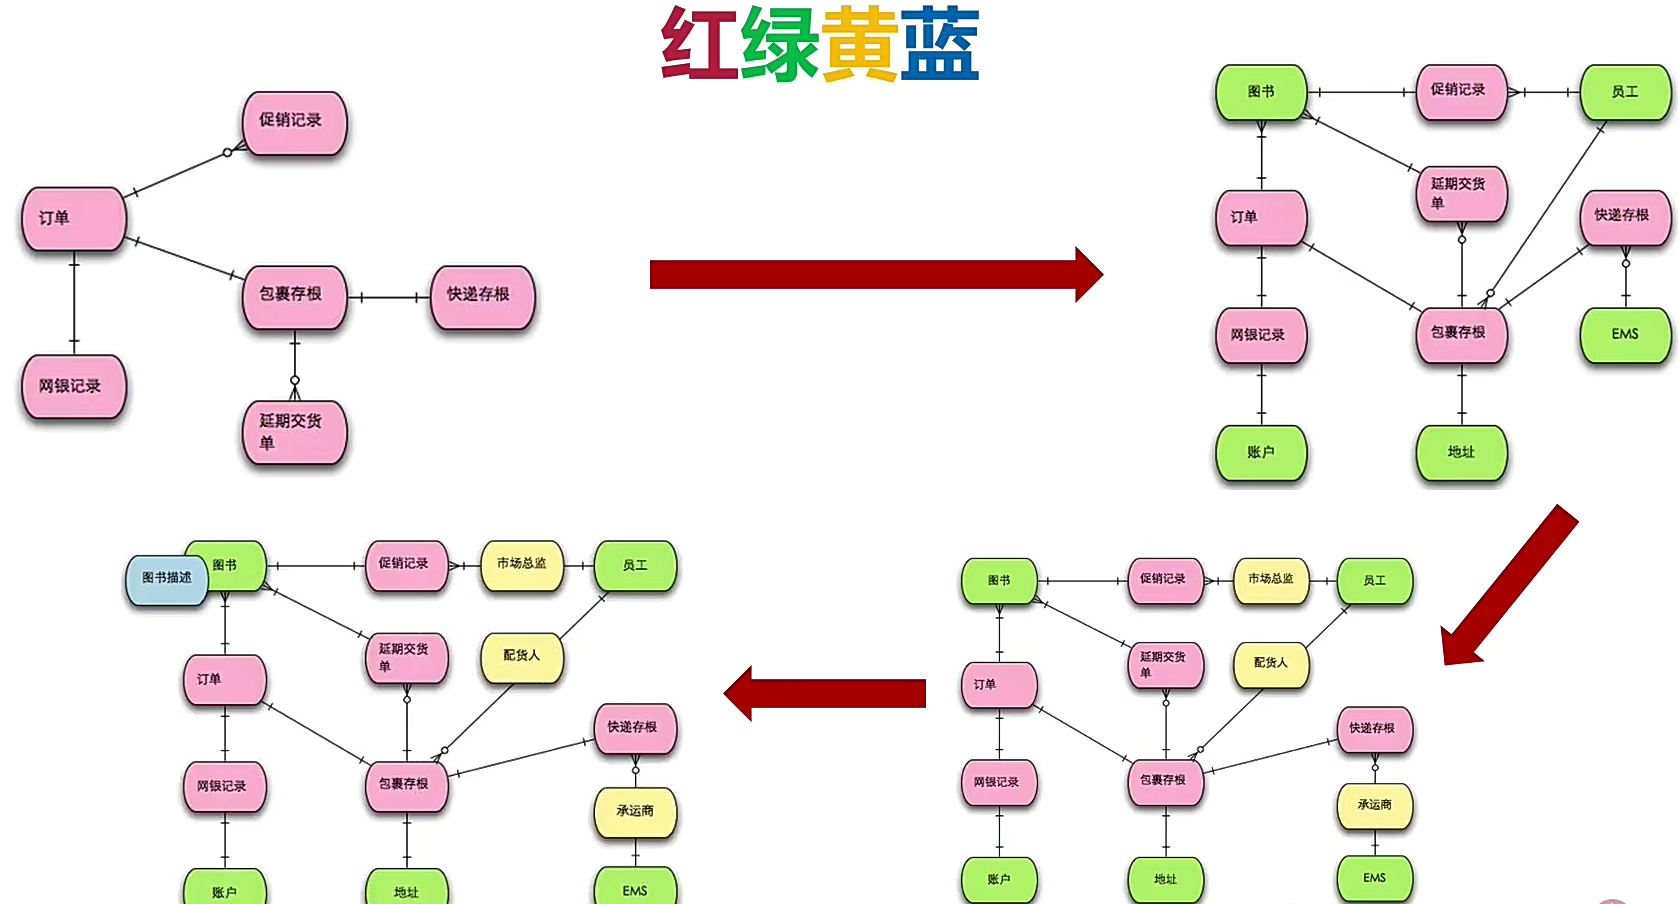 红绿黄蓝
促销记录
订单
包裹存根
快递存根
网银记录
延期交货
单
图书
促销记录
员工
延期交货
单
订单
快递存根
网银记录
包裹存根
EMS
账户
地址
图书
促销记录
市场总监
员工
延期交货
单
配货人
订单
快递存根
网银记录
包裹存根
承运商
账户
地址
EMS
图书描述
图书
促销记录
市场总监
员工
延期交货
单
配货人
订单
快递存根
网银记录
包裹存根
承运商
账户
地址
EMS